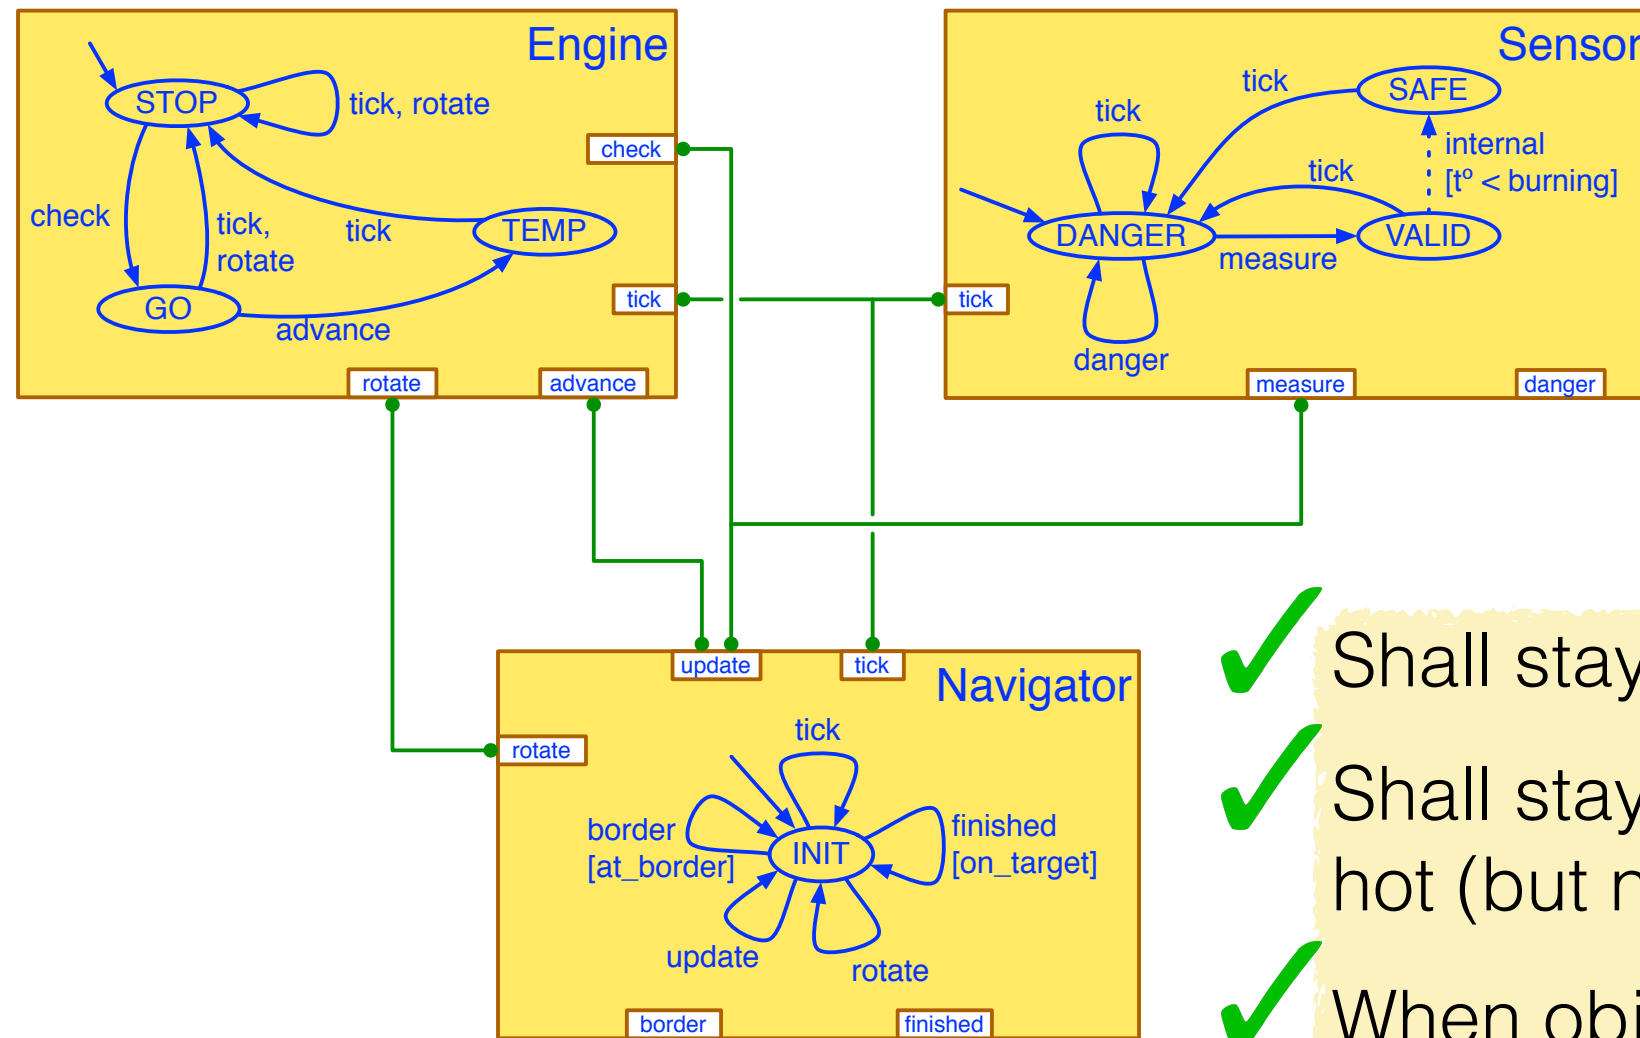 Engine
STOP
tick, rotate
check
check
tick,
rotate
tick
TEMP
GO
advance
tick
rotate
advance
Sensor
tick
SAFE
tick
internal
[tº < burning]
tick
DANGER
measure
VALID
tick
danger
measure
danger
update
tick
Navigator
rotate
tick
border
[at_border]
INIT
finished
[on_target]
update
rotate
border
finished
Shall stay
Shall stay
hot (but n
When obj